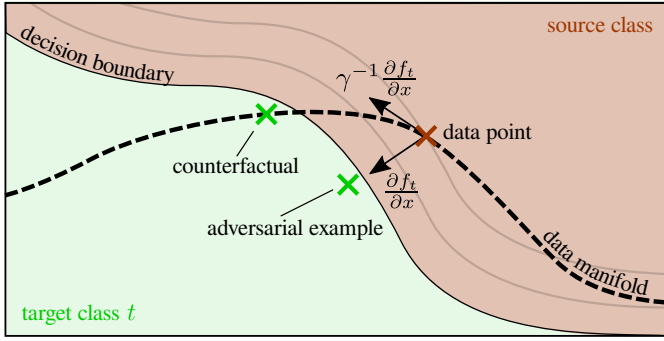 source class
decision boundary
γ⁻¹ ∂f_t/∂x
data point
counterfactual
∂f_t/∂x
adversarial example
data manifold
target class t